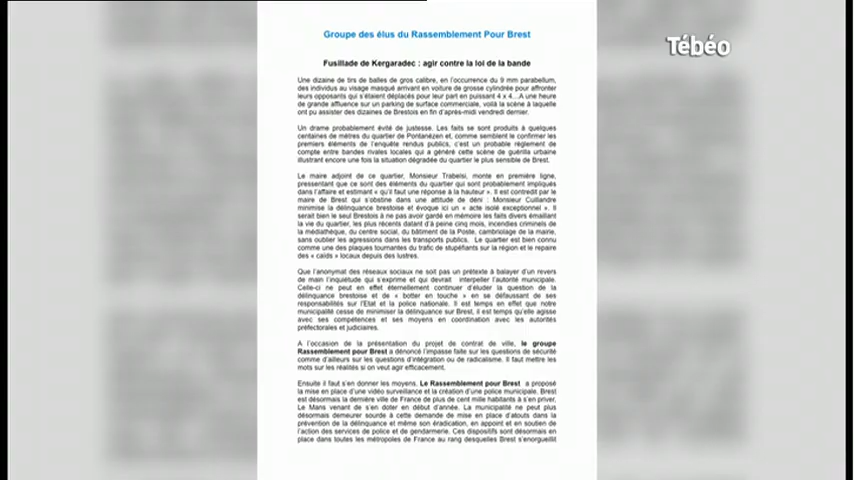 Groupe des élus du Rassemblement Pour Brest
Tébéo
Fusillade de Kergaradec : agir contre la loi de la bande
Une dizaine de tirs de balles de gros calibre, en l'occurrence du 9 mm parabellum,
des individus au visage masqué arrivant en voiture de grosse cylindrée pour affronter
leurs opposants qui s'étaient déplacés pour leur part en puissant 4 x 4…A une heure
de grande affluence sur un parking de surface commerciale, voilà la scène à laquelle
ont pu assister des dizaines de Brestois en fin d'après-midi vendredi dernier.
Un drame probablement évité de justesse. Les faits se sont produits à quelques
centaines de mètres du quartier de Pontanézen et, comme semblent le confirmer les
premiers éléments de l'enquête rendus publics, c'est un probable règlement de
compte entre bandes rivales locales qui a généré cette scène de guérilla urbaine
illustrant encore une fois la situation dégradée du quartier le plus sensible de Brest.
Le maire adjoint de ce quartier, Monsieur Trabelsi, monte en première ligne,
pressentant que ce sont des éléments du quartier qui sont probablement impliqués
dans l'affaire et estimant « qu'il faut une réponse à la hauteur ». Il est contredit par le
maire de Brest qui s'obstine dans une attitude de déni : Monsieur Cuillandre
minimise la délinquance brestoise et évoque ici un « acte isolé exceptionnel ». Il
serait bien le seul Brestois à ne pas avoir gardé en mémoire les faits divers émaillant
la vie du quartier, les plus récents datant d'à peine cinq mois, incendies criminels de
la médiathèque, du centre social, du bâtiment de la Poste, cambriolage de la mairie,
sans oublier les agressions dans les transports publics. Le quartier est bien connu
comme une des plaques tournantes du trafic de stupéfiants sur la région et le repaire
des « caïds » locaux depuis des lustres.
Que l'anonymat des réseaux sociaux ne soit pas un prétexte à balayer d'un revers
de main l'inquiétude qui s'exprime et qui devrait interpeller l'autorité municipale.
Celle-ci ne peut en effet éternellement continuer d'éluder la question de la
délinquance brestoise et de « botter en touche » en se défaussant de ses
responsabilités sur l'Etat et la police nationale. Il est temps en effet que notre
municipalité cesse de minimiser la délinquance sur Brest, il est temps qu'elle agisse
avec ses compétences et ses moyens en coordination avec les autorités
préfectorales et judiciaires.
A l'occasion de la présentation du projet de contrat de ville, le groupe
Rassemblement pour Brest a dénoncé l'impasse faite sur les questions de sécurité
comme d'ailleurs sur les questions d'intégration ou de radicalisme. Il faut mettre les
mots sur les réalités si on veut agir efficacement.
Ensuite il faut s'en donner les moyens. Le Rassemblement pour Brest a proposé
la mise en place d'une vidéo surveillance et la création d'une police municipale. Brest
est désormais la dernière ville de France de plus de cent mille habitants à s'en priver,
Le Mans venant de s'en doter en début d'année. La municipalité ne peut plus
désormais demeurer sourde à cette demande de mise en place d'atouts dans la
prévention de la délinquance et même son éradication, en appoint et en soutien de
l'action des services de police et de gendarmerie. Ces dispositifs sont désormais en
place dans toutes les métropoles de France au rang desquelles Brest s'enorgueillit